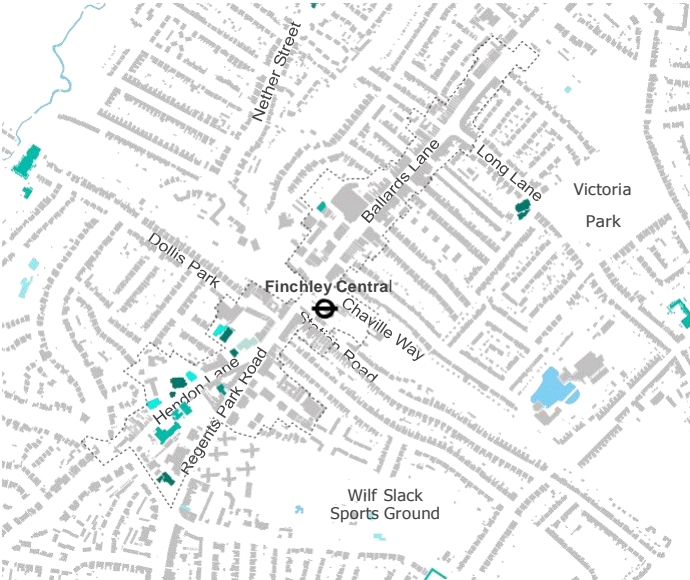 Nether Street
Ballards Lane
Long Lane
Victoria
Park
Dollis Park
Finchley Central
Chaville Way
Station Road
Hendon Lane
Regents Park Road
Wilf Slack
Sports Ground